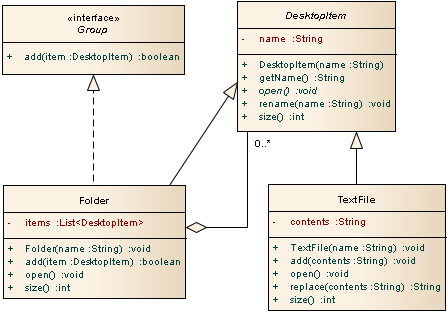 «interface»
Group
+ add(item :DesktopItem) :boolean
DesktopItem
- name :String
+ DesktopItem(name :String)
+ getName() :String
+ open() :void
+ rename(name :String) :void
+ size() :int
0..*
Folder
- items :List<DesktopItem>
+ Folder(name :String) :void
+ add(item :DesktopItem) :boolean
+ open() :void
+ size() :int
TextFile
- contents :String
+ TextFile(name :String) :void
+ add(contents :String) :void
+ open() :void
+ replace(contents :String) :String
+ size() :int